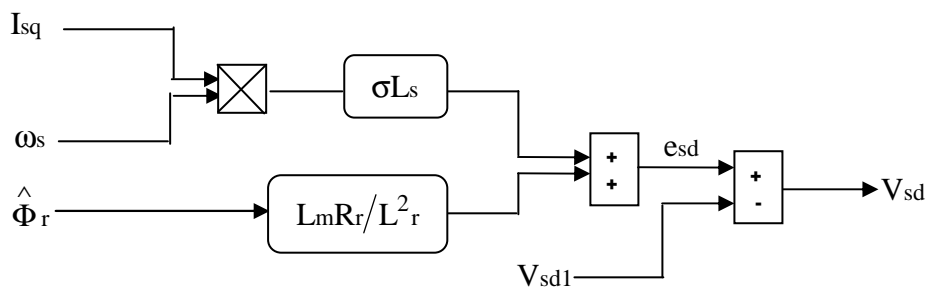 Isq
σLs
ωs
+
+
esd
+
-
Vsd
Φ̂r
LmRr/L²r
Vsd1